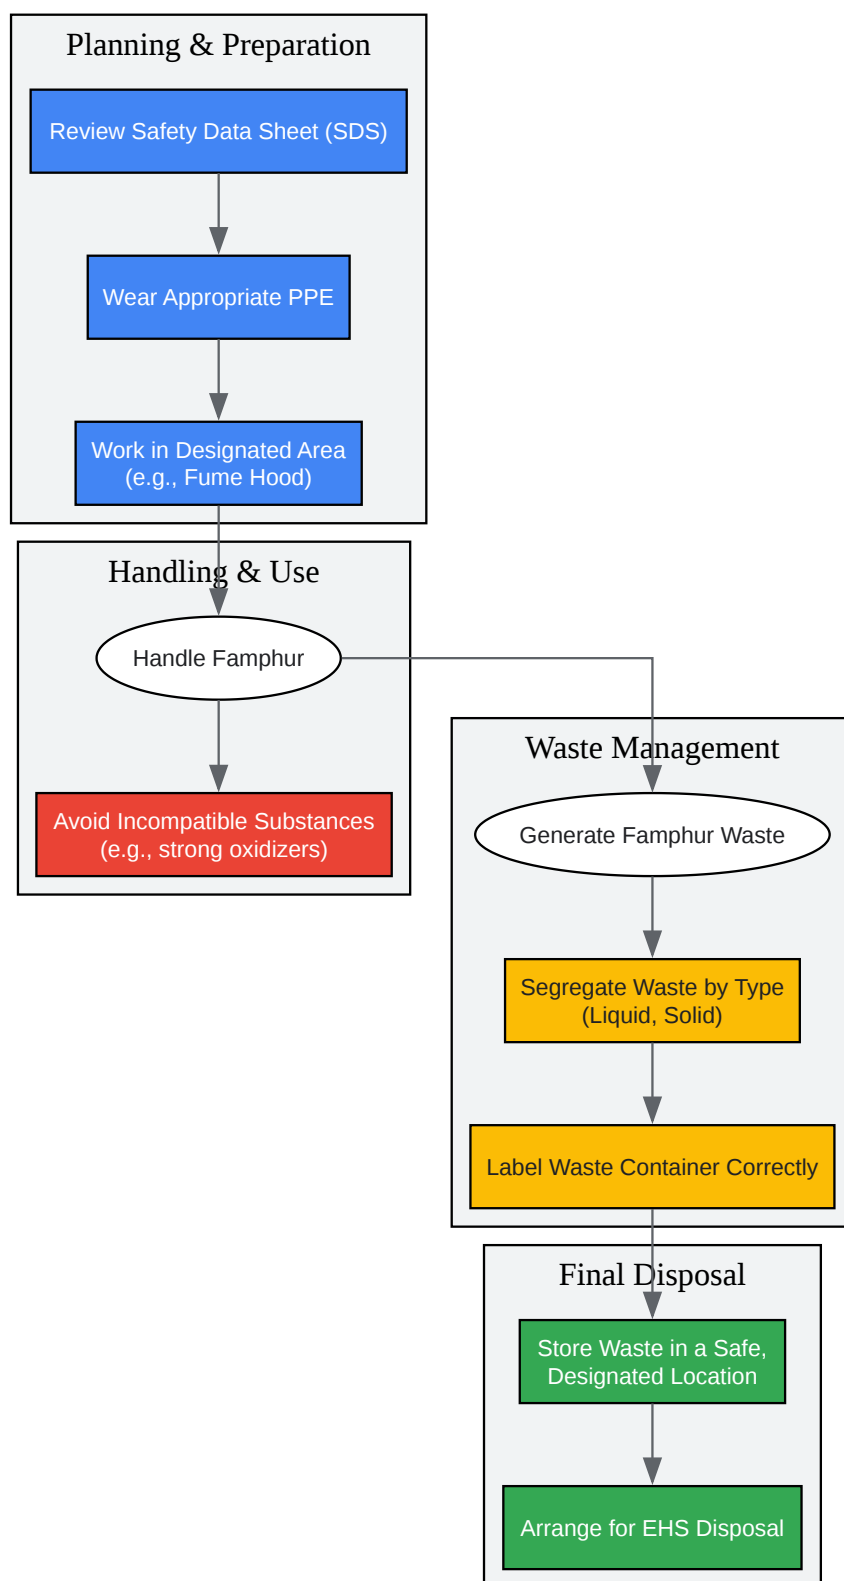 Planning & Preparation
Review Safety Data Sheet (SDS)
Wear Appropriate PPE
Work in Designated Area
(e.g., Fume Hood)
Handling & Use
Handle Famphur
Avoid Incompatible Substances
(e.g., strong oxidizers)
Waste Management
Generate Famphur Waste
Segregate Waste by Type
(Liquid, Solid)
Label Waste Container Correctly
Final Disposal
Store Waste in a Safe,
Designated Location
Arrange for EHS Disposal